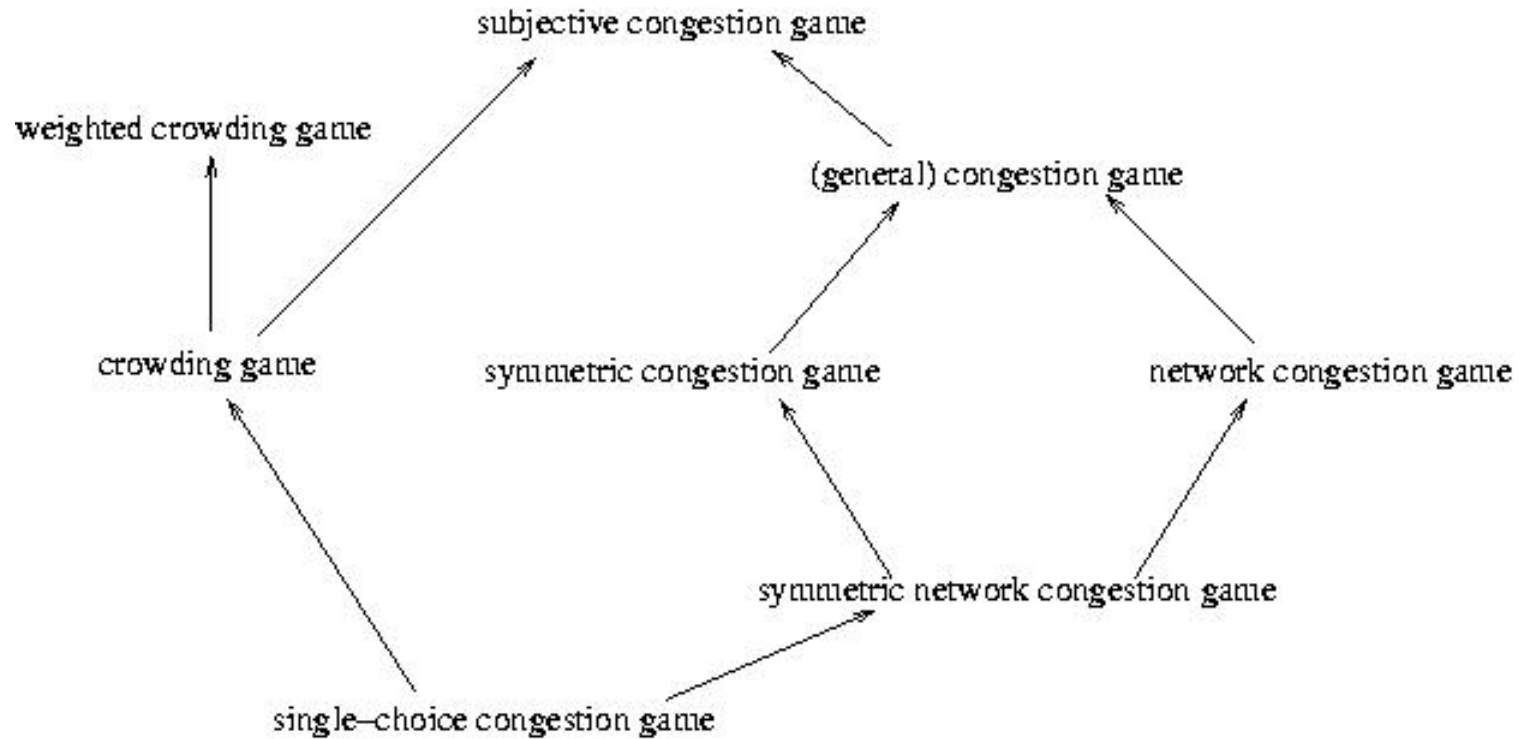 subjective congestion game
weighted crowding game
(general) congestion game
crowding game
symmetric congestion game
network congestion game
symmetric network congestion game
single–choice congestion game